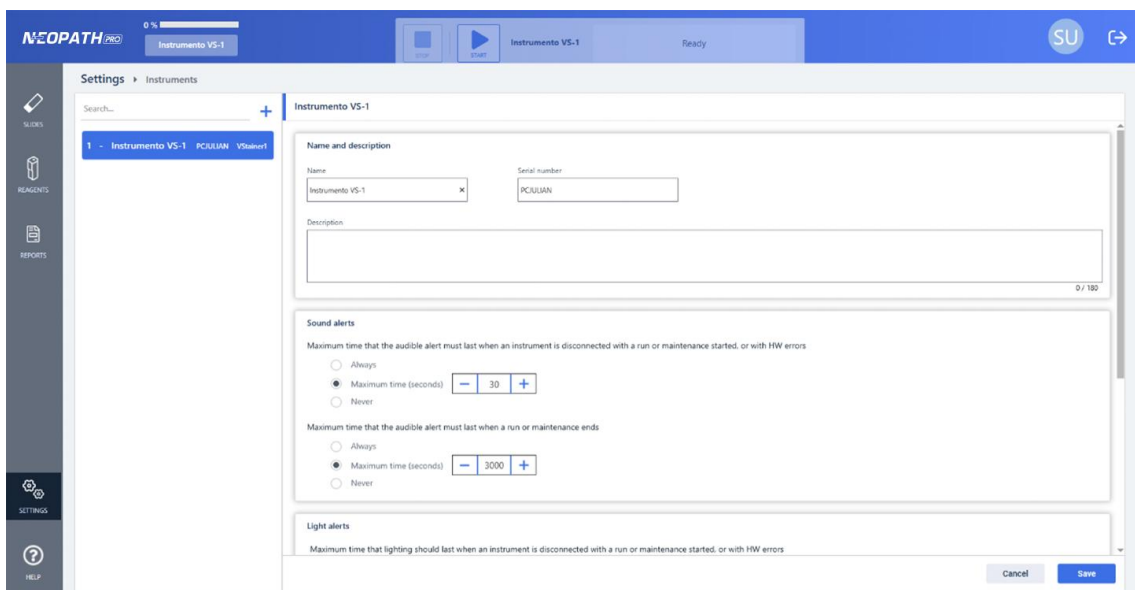 NEOPATH PRO
0 %
Instrumento VS-1
STOP
START
Instrumento VS-1
Ready
SU
Settings
Instruments
SLIDES
REAGENTS
REPORTS
SETTINGS
HELP
Search...
1 - Instrumento VS-1 PCJULIAN VStainer1
Instrumento VS-1
Name and description
Name
Serial number
Instrumento VS-1
PCJULIAN
Description
0 / 180
Sound alerts
Maximum time that the audible alert must last when an instrument is disconnected with a run or maintenance started, or with HW errors
Always
Maximum time (seconds) 30
Never
Maximum time that the audible alert must last when a run or maintenance ends
Always
Maximum time (seconds) 3000
Never
Light alerts
Maximum time that lighting should last when an instrument is disconnected with a run or maintenance started, or with HW errors
Cancel
Save